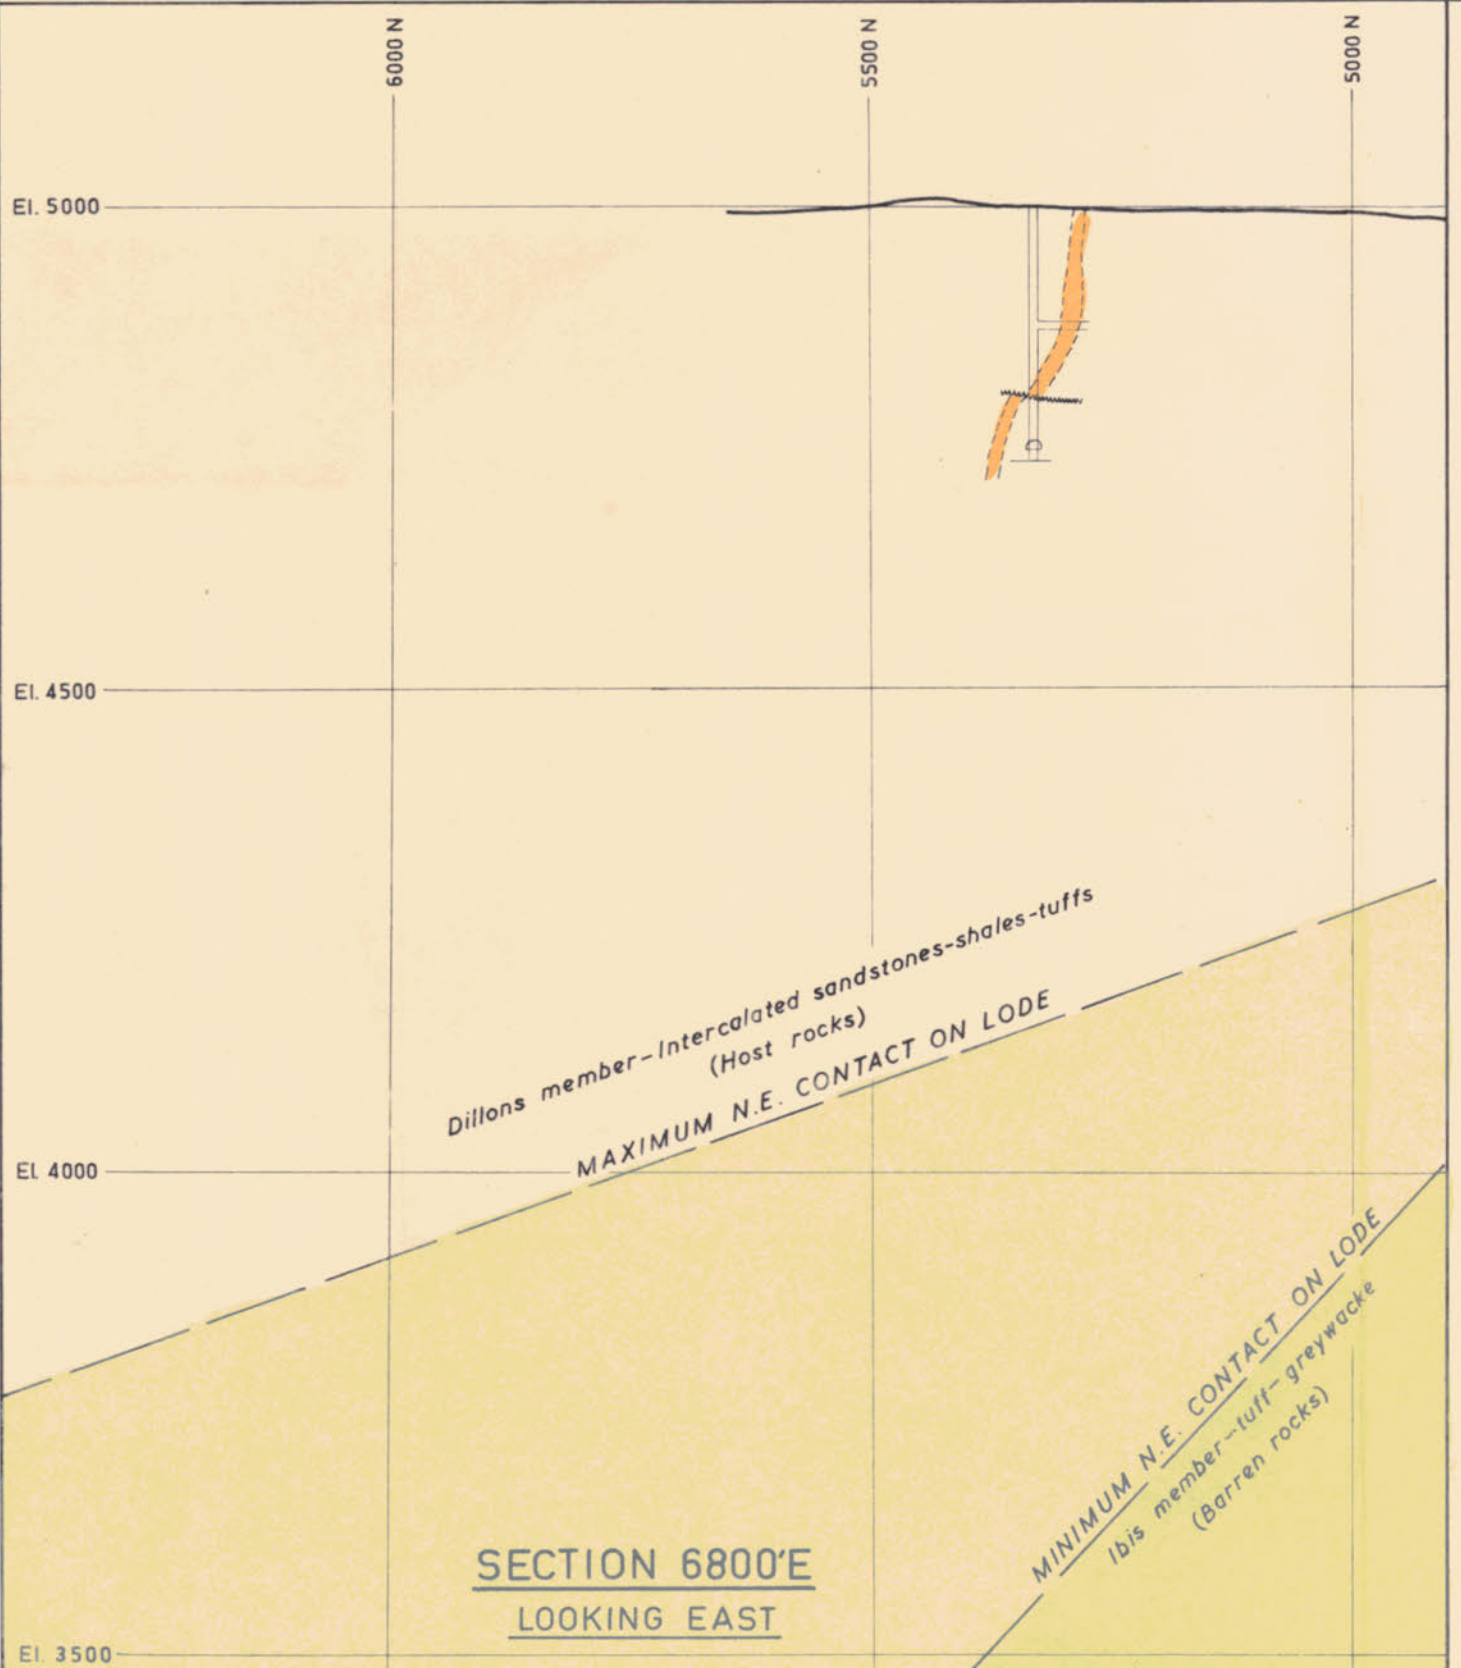 6000 N
5500 N
5000 N
El. 5000
El. 4500
Dillons member-Intercalated sandstones-shales-tuffs
(Host rocks)
MAXIMUM N.E. CONTACT ON LODE
El. 4000
MINIMUM N.E. CONTACT ON LODE
Ibis member-tuff-greywacke
(Barren rocks)
SECTION 6800'E
LOOKING EAST
El. 3500